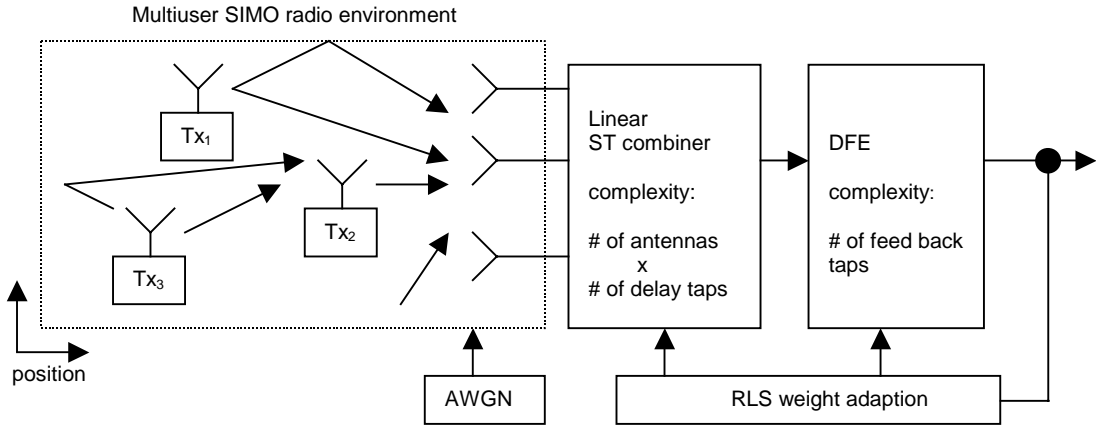 Multiuser SIMO radio environment
Tx₁
Tx₂
Tx₃
position
AWGN
Linear
ST combiner
complexity:
# of antennas
x
# of delay taps
DFE
complexity:
# of feed back
taps
RLS weight adaption